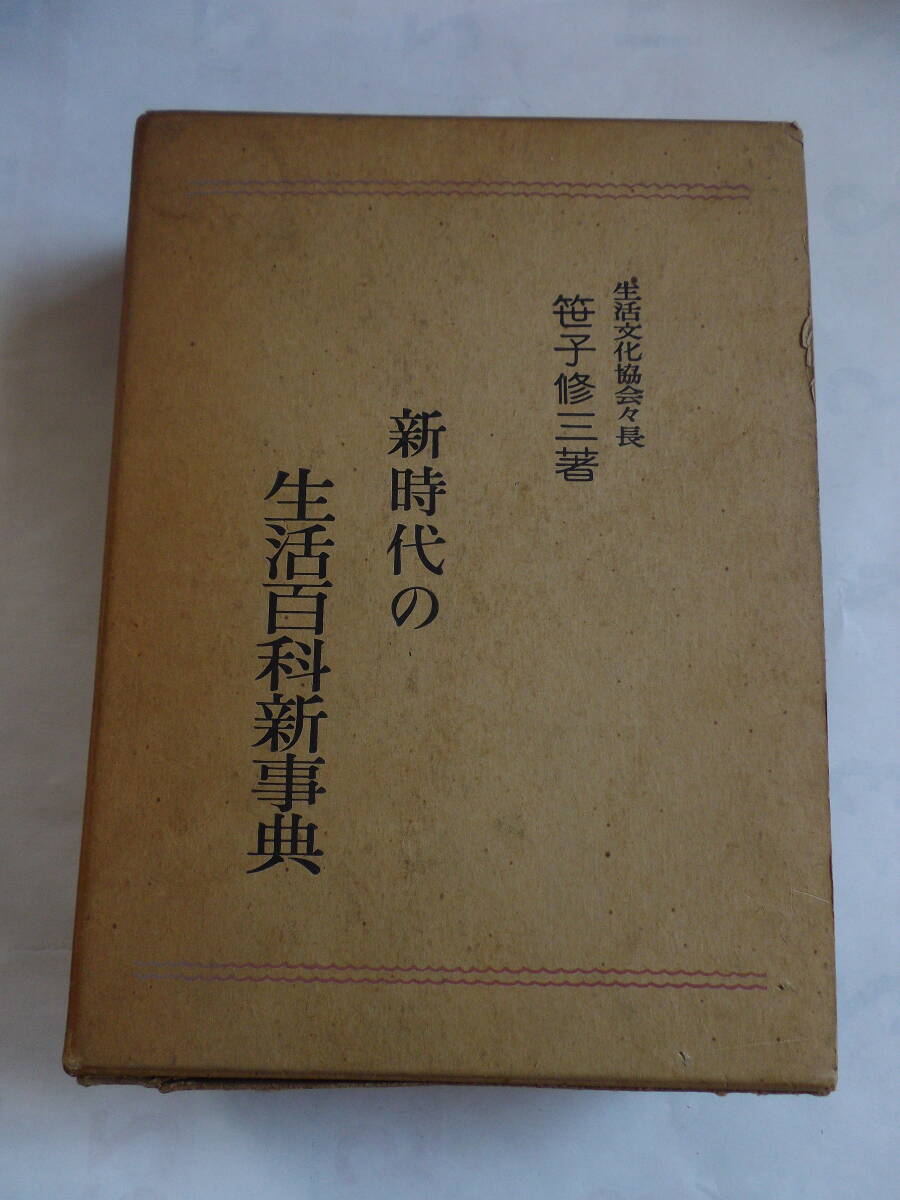 生活文化協会々長
笹子修三著
新時代の
生活百科新事典